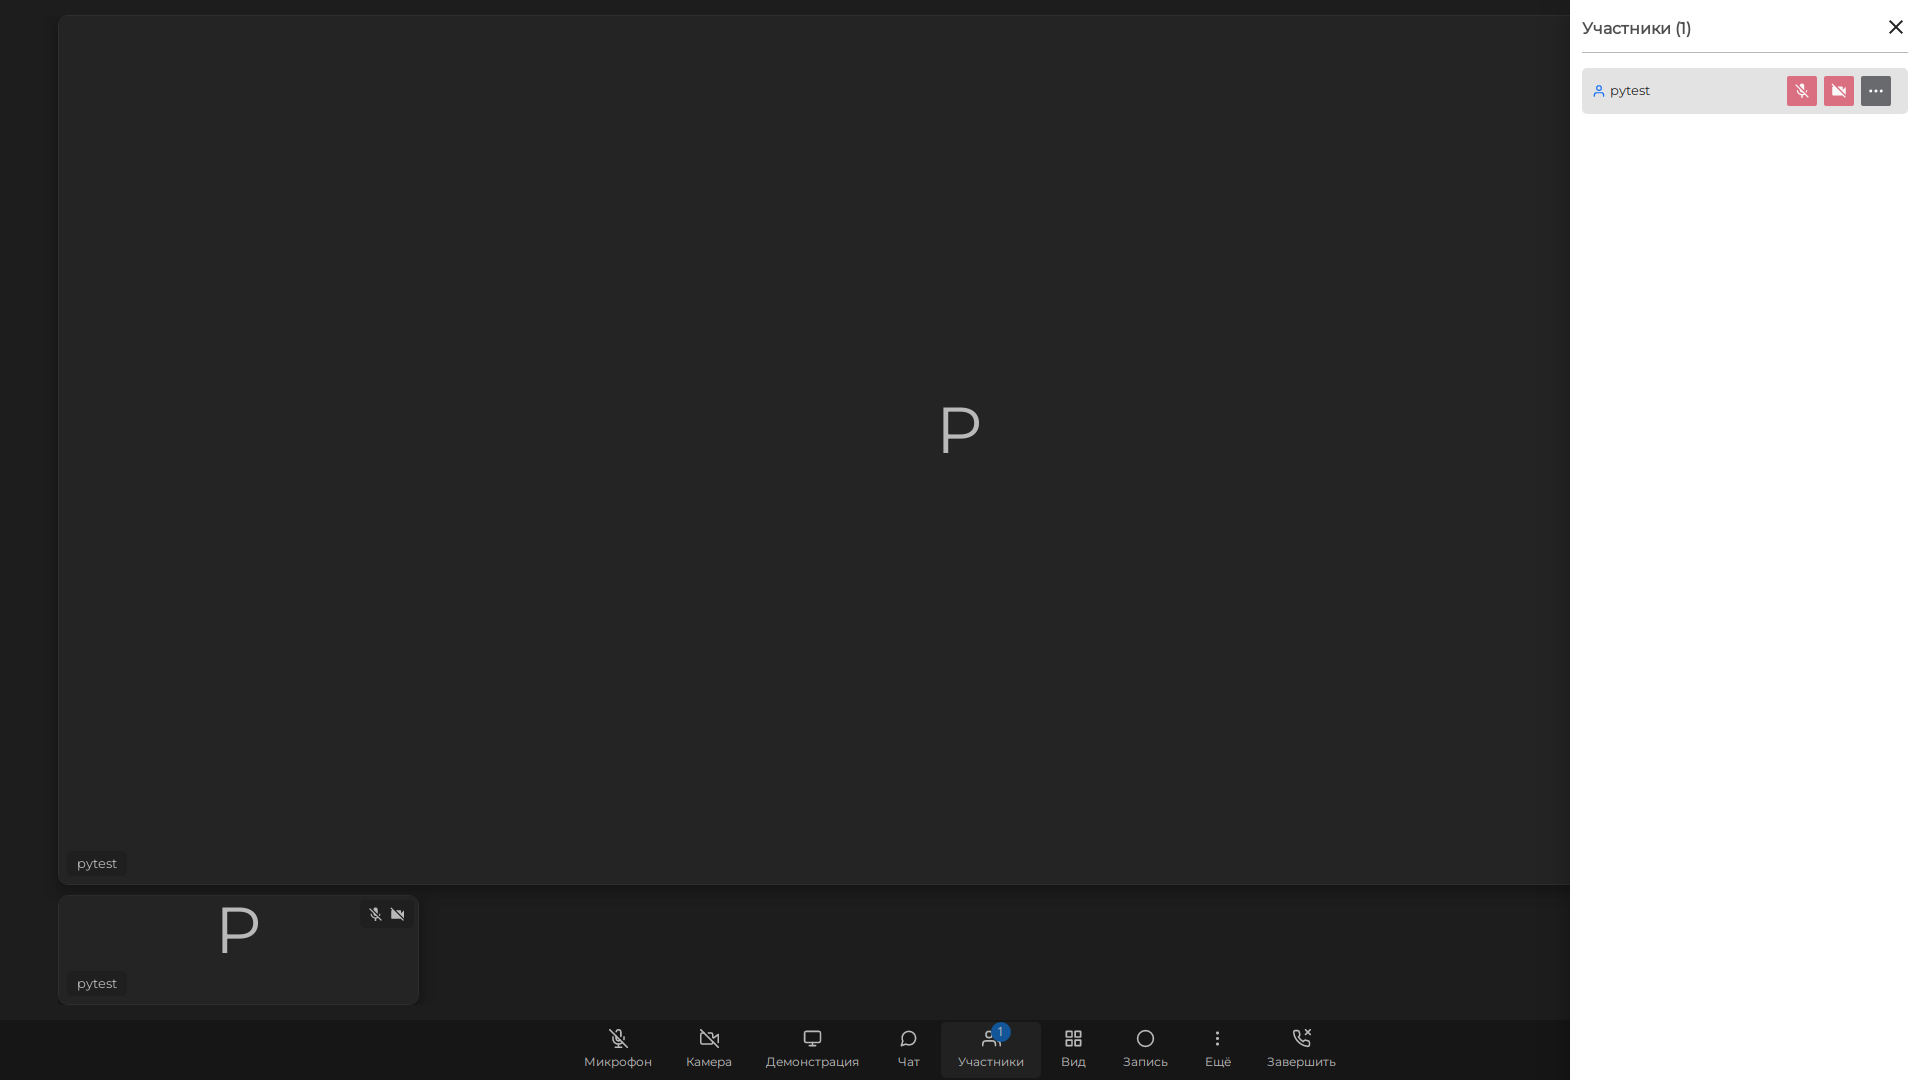 Участники (1)
pytest
P
pytest
P
pytest
1
Микрофон
Камера
Демонстрация
Чат
Участники
Вид
Запись
Ещё
Завершить